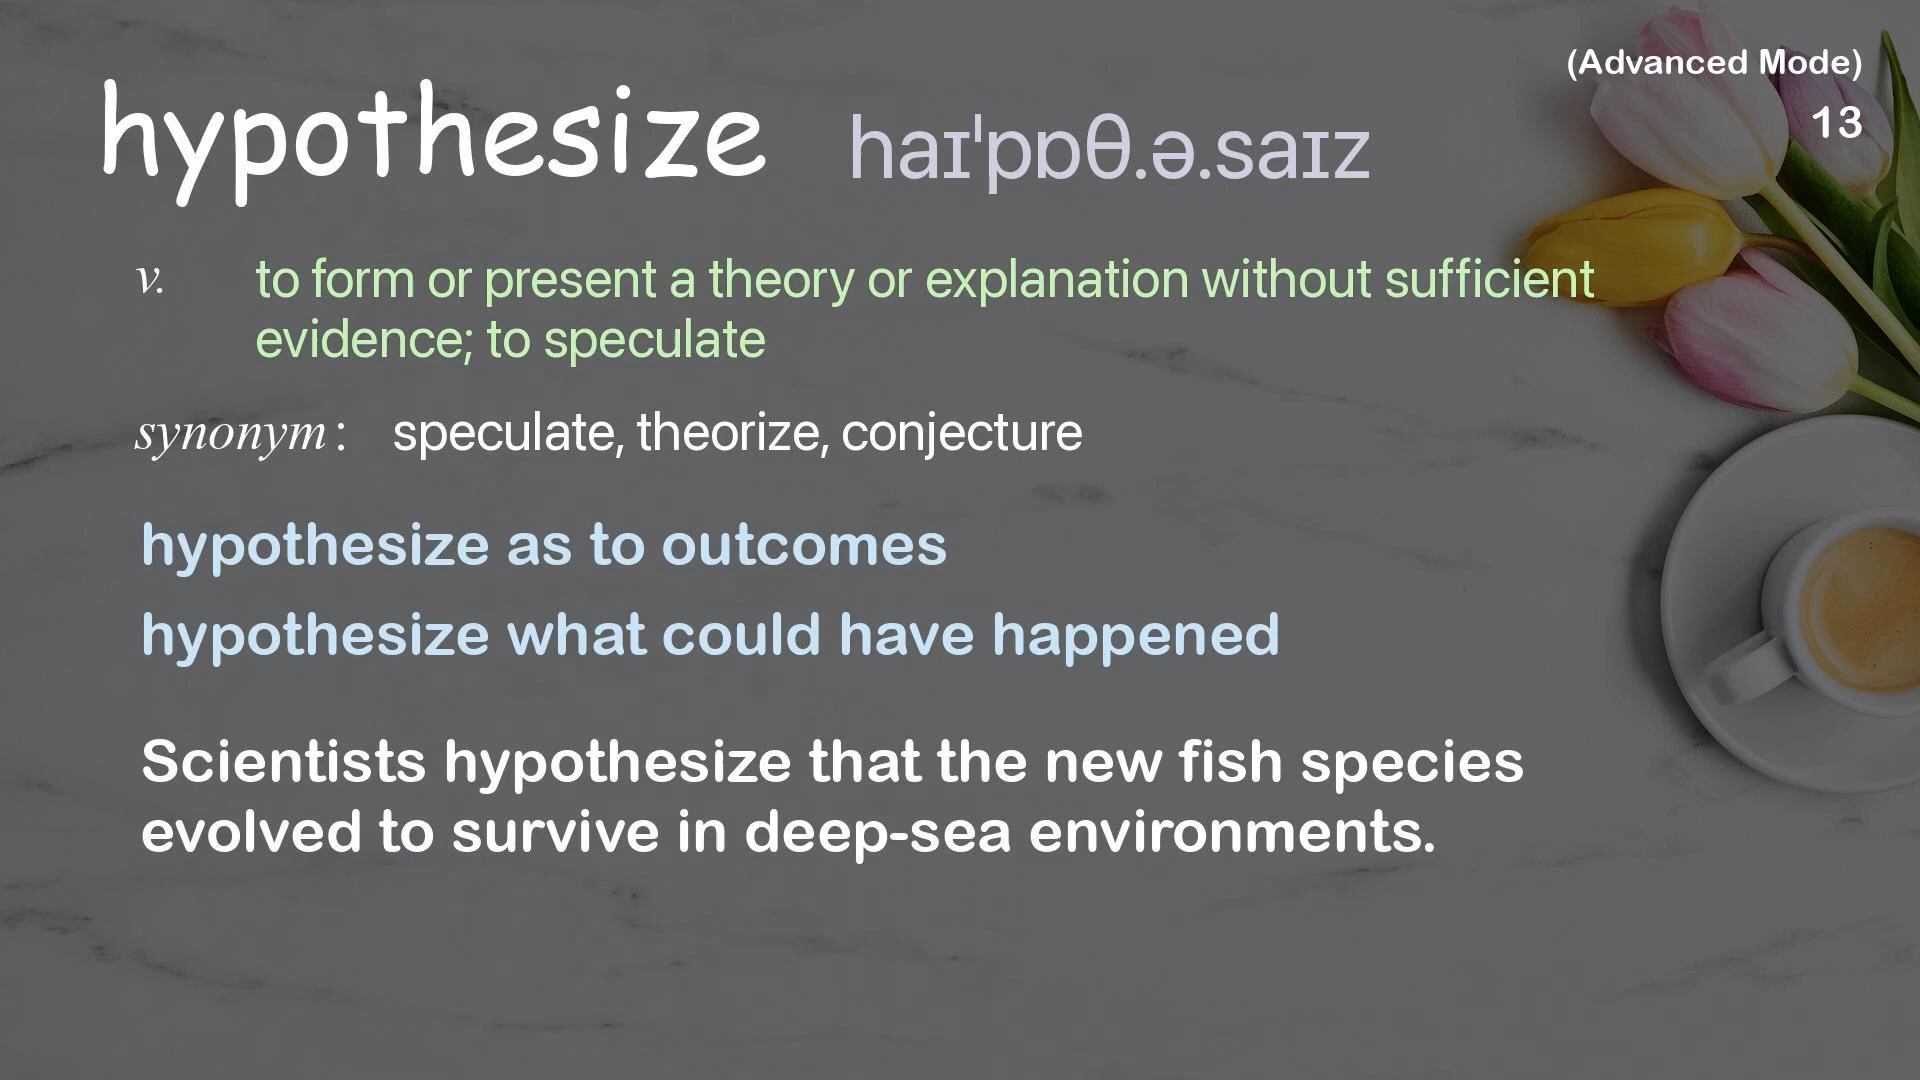 (Advanced Mode)
hypothesize haɪˈpɒθ.ə.saɪz
13
v. to form or present a theory or explanation without sufficient
evidence; to speculate
synonym : speculate, theorize, conjecture
hypothesize as to outcomes
hypothesize what could have happened
Scientists hypothesize that the new fish species
evolved to survive in deep-sea environments.